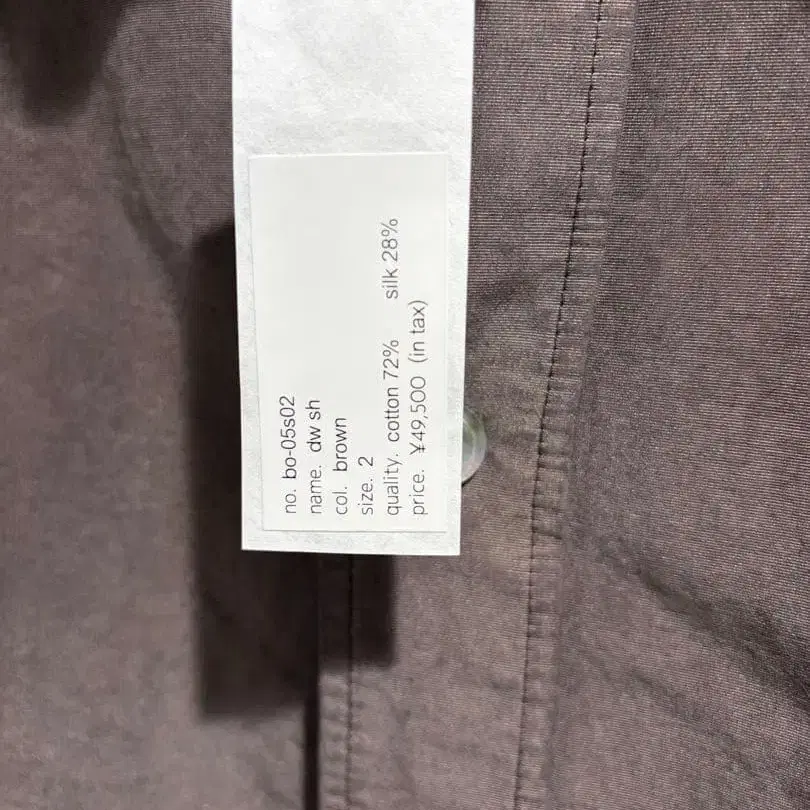 no. bo-05s02
name. dw sh
col. brown
size. 2
quality. cotton 72% silk 28%
price. ¥49,500 (in tax)